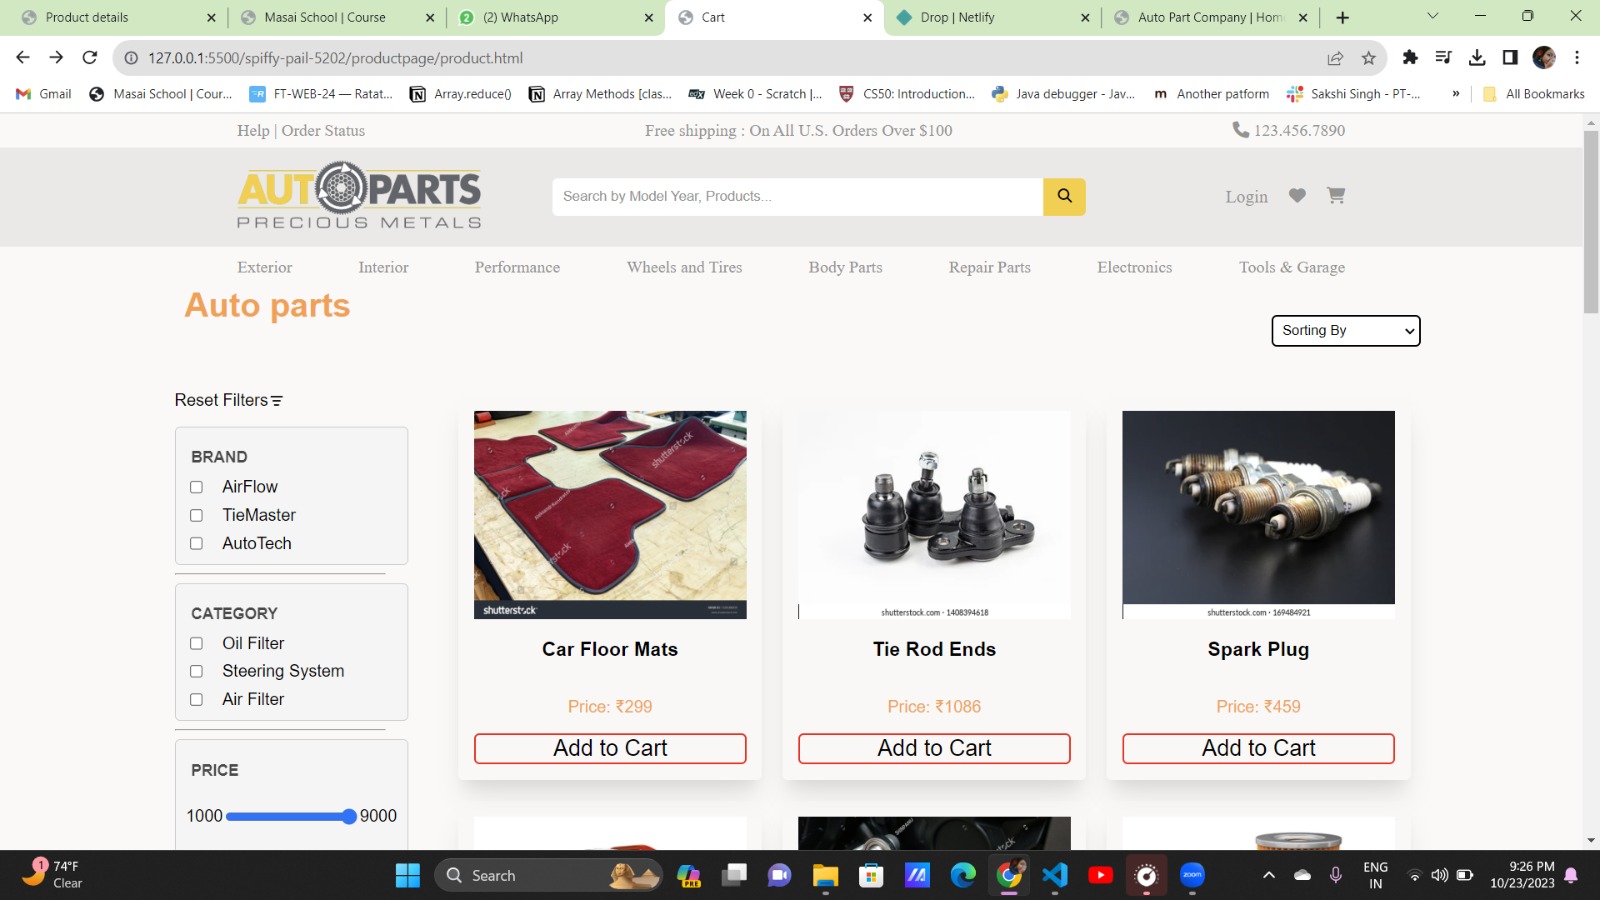 Product details
Masai School | Course
2
(2) WhatsApp
Cart
Drop | Netlify
Auto Part Company | Hom
127.0.0.1:5500/spiffy-pail-5202/productpage/product.html
Gmail
Masai School | Cour...
FT-WEB-24 — Ratat...
Array.reduce()
Array Methods [clas...
Week 0 - Scratch |...
CS50: Introduction...
Java debugger - Jav...
Another patform
Sakshi Singh - PT-...
»
All Bookmarks
Help | Order Status
Free shipping : On All U.S. Orders Over $100
123.456.7890
AUTOPARTS
PRECIOUS METALS
Search by Model Year, Products...
Login
Exterior
Interior
Performance
Wheels and Tires
Body Parts
Repair Parts
Electronics
Tools & Garage
Auto parts
Sorting By
Reset Filters
BRAND
AirFlow
TieMaster
AutoTech
CATEGORY
Oil Filter
Steering System
Air Filter
PRICE
1000
9000
shutterstock
shutterstock
Car Floor Mats
Price: ₹299
Add to Cart
shutterstock.com · 1408394618
Tie Rod Ends
Price: ₹1086
Add to Cart
shutterstock.com · 169484921
Spark Plug
Price: ₹459
Add to Cart
1
74°F
Clear
Search
PRE
zoom
ENG
IN
9:26 PM
10/23/2023